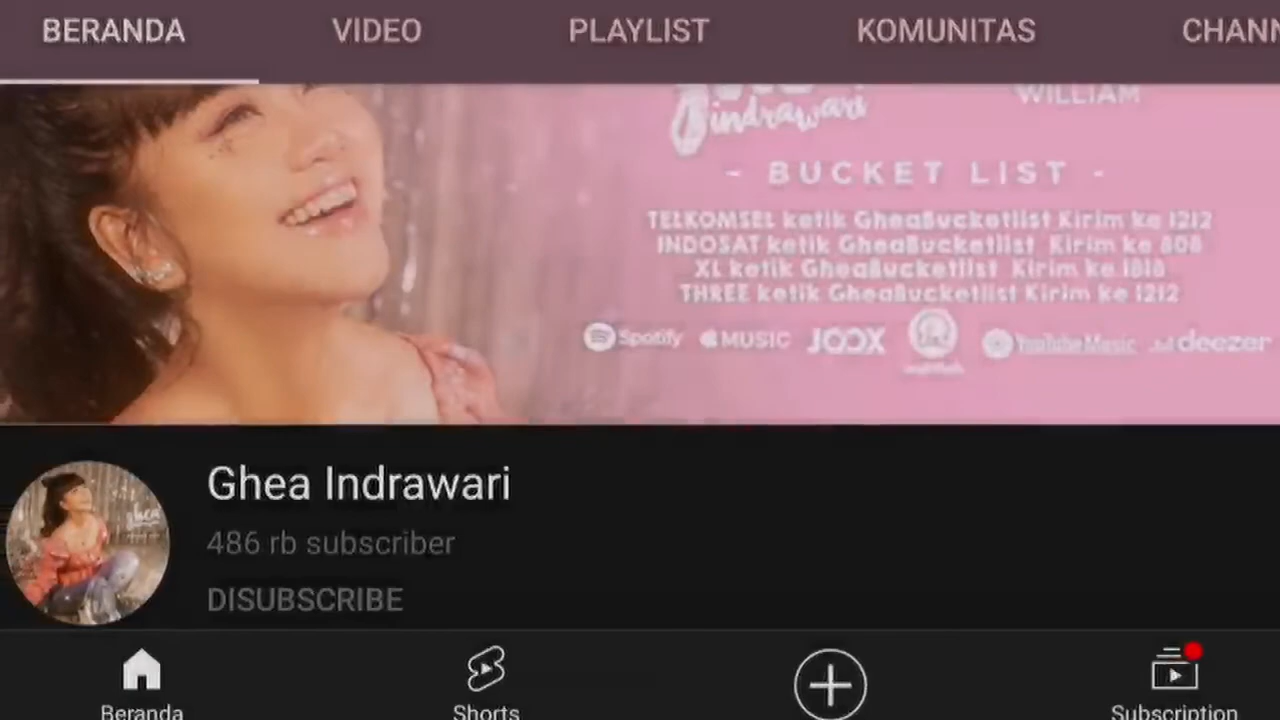 BERANDA VIDEO PLAYLIST KOMUNITAS CHANN
indrawari WILLIAM
- BUCKET LIST -
TELKOMSEL ketik GheaBucketlist Kirim ke 1212
INDOSAT ketik GheaBucketlist Kirim ke 808
XL ketik GheaBucketlist Kirim ke 1818
THREE ketik GheaBucketlist Kirim ke 1212
Spotify MUSIC JOOX YouTube Music deezer
Ghea Indrawari
486 rb subscriber
DISUBSCRIBE
Beranda Shorts Subscription